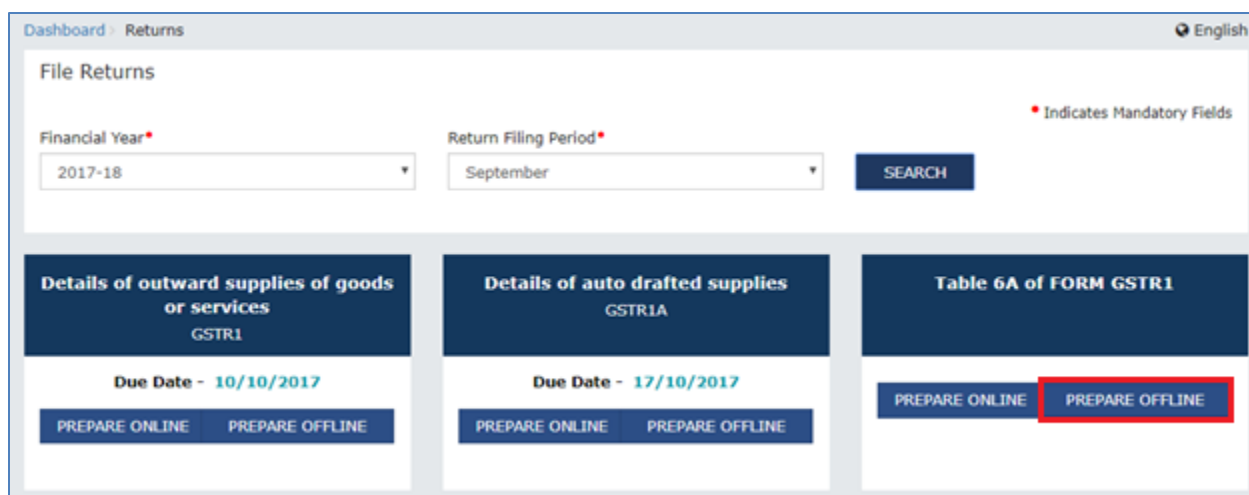 Dashboard › Returns
English
File Returns
• Indicates Mandatory Fields
Financial Year•
Return Filing Period•
2017-18
September
SEARCH
Details of outward supplies of goods
or services
GSTR1
Due Date - 10/10/2017
PREPARE ONLINE
PREPARE OFFLINE
Details of auto drafted supplies
GSTR1A
Due Date - 17/10/2017
PREPARE ONLINE
PREPARE OFFLINE
Table 6A of FORM GSTR1
PREPARE ONLINE
PREPARE OFFLINE